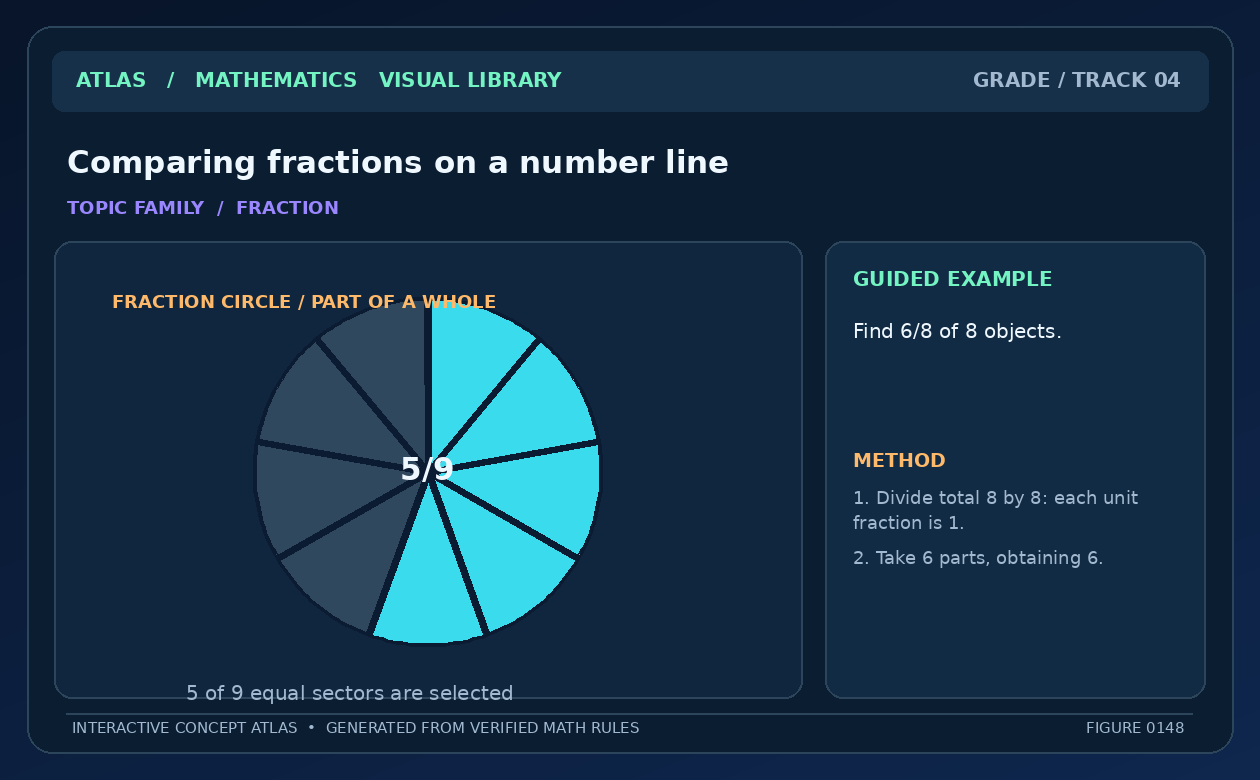 ATLAS / MATHEMATICS VISUAL LIBRARY
GRADE / TRACK 04
Comparing fractions on a number line
TOPIC FAMILY / FRACTION
FRACTION CIRCLE / PART OF A WHOLE
5/9
5 of 9 equal sectors are selected
GUIDED EXAMPLE
Find 6/8 of 8 objects.
METHOD
1. Divide total 8 by 8: each unit
fraction is 1.
2. Take 6 parts, obtaining 6.
INTERACTIVE CONCEPT ATLAS • GENERATED FROM VERIFIED MATH RULES
FIGURE 0148